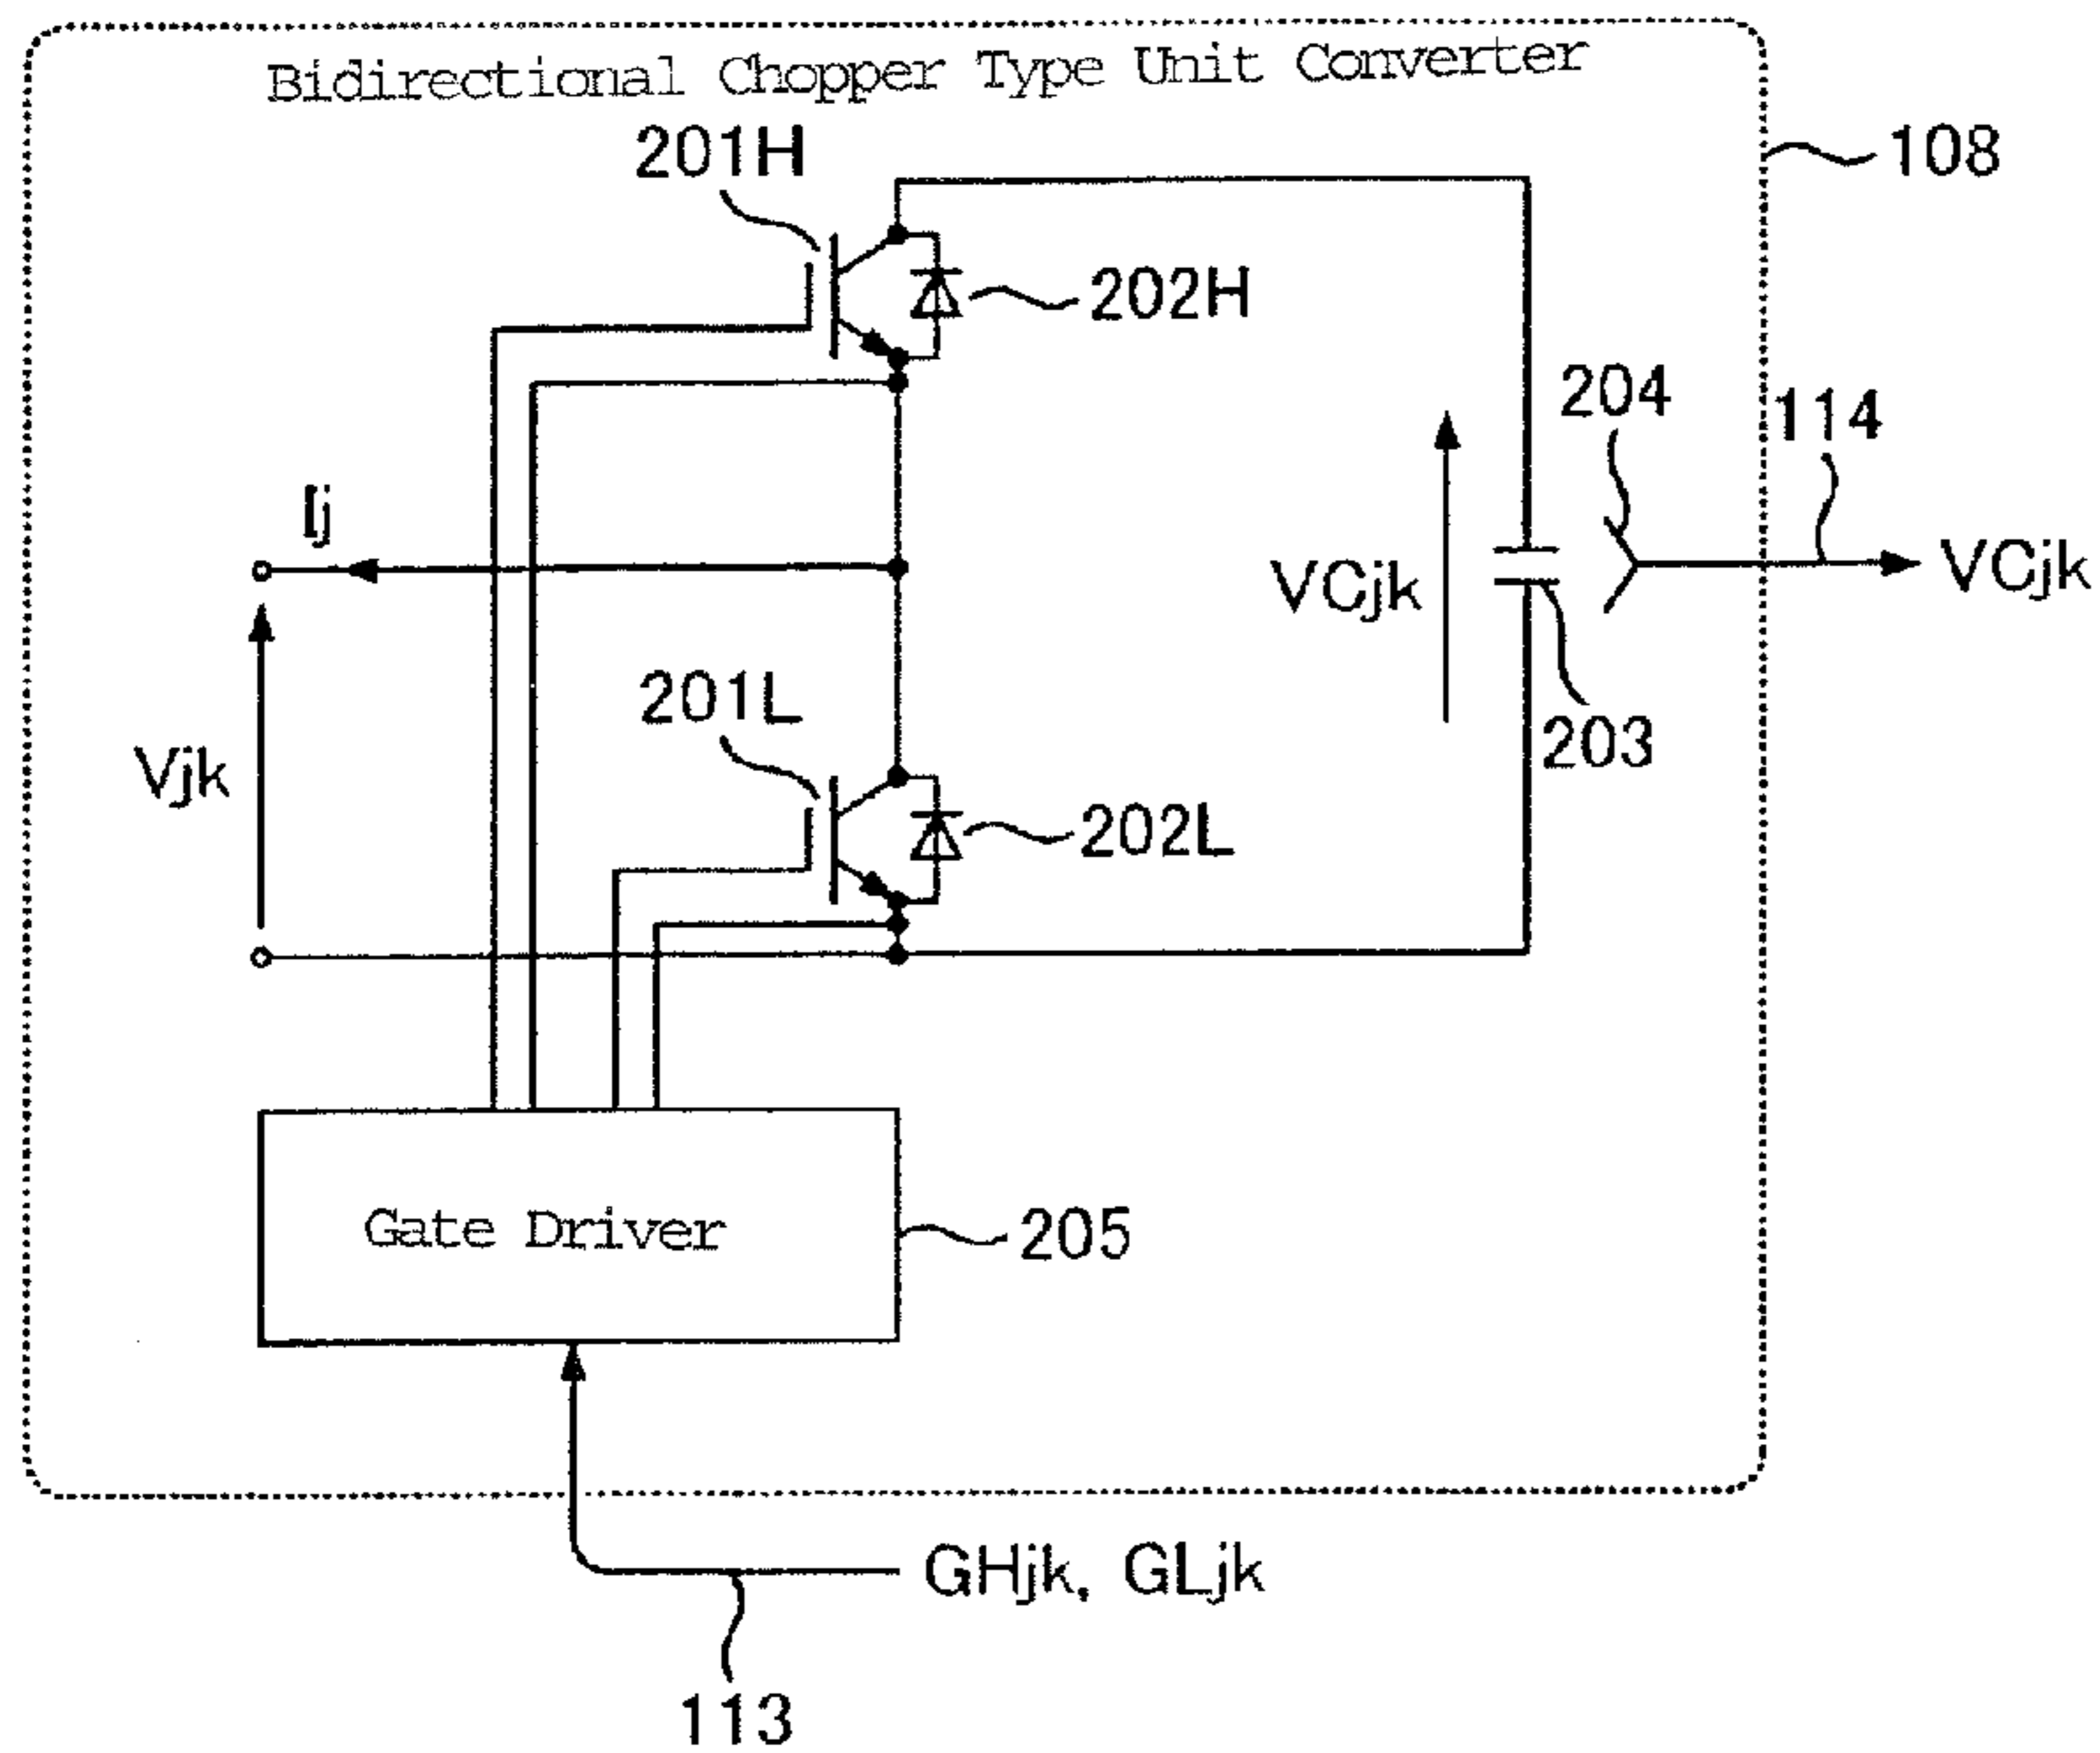 Bidirectional Chopper Type Unit Converter
201H
108
202H
204
114
Ij
VCjk
VCjk
201L
203
Vjk
202L
Gate Driver
205
GHjk, GLjk
113